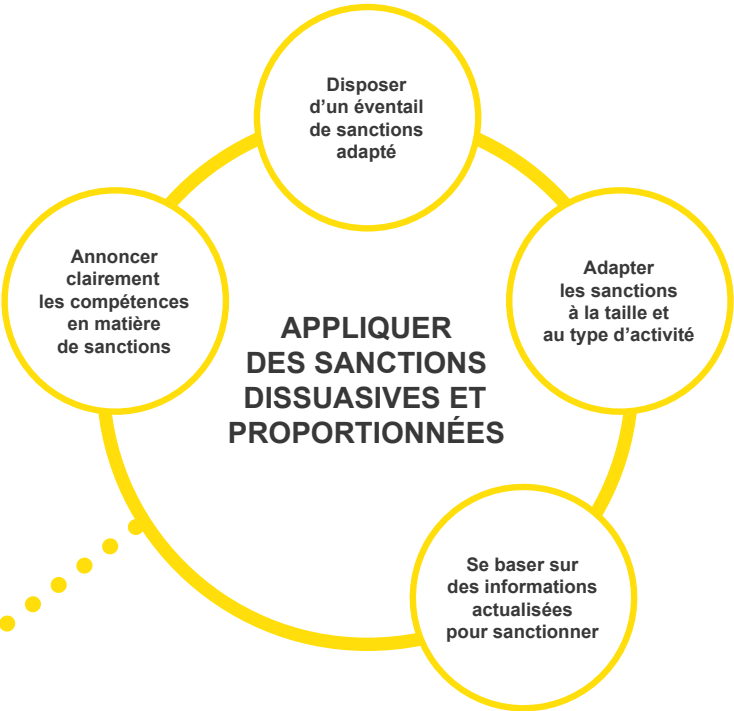 Disposer
d’un éventail
de sanctions
adapté
Annoncer
clairement
les compétences
en matière
de sanctions
Adapter
les sanctions
à la taille et
au type d’activité
APPLIQUER
DES SANCTIONS
DISSUASIVES ET
PROPORTIONNÉES
Se baser sur
des informations
actualisées
pour sanctionner